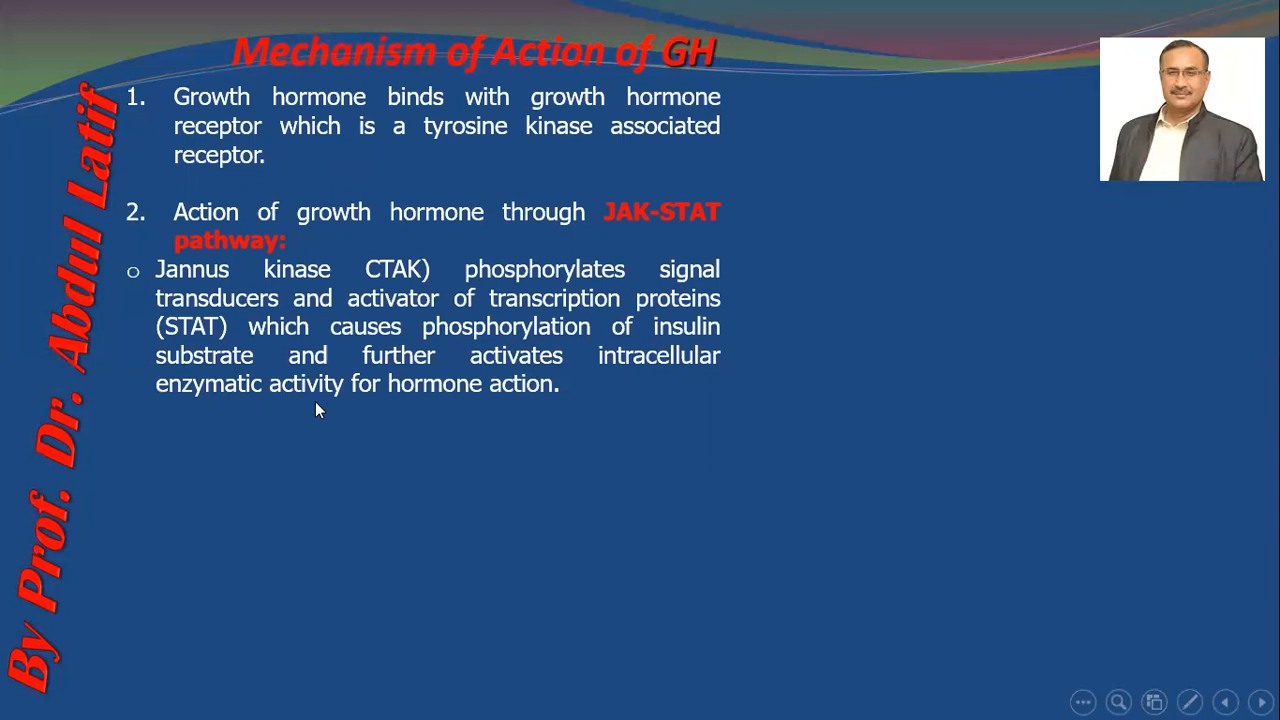 Mechanism of Action of GH
1. Growth hormone binds with growth hormone
receptor which is a tyrosine kinase associated
receptor.
2. Action of growth hormone through JAK-STAT
pathway:
o Jannus kinase CTAK) phosphorylates signal
transducers and activator of transcription proteins
(STAT) which causes phosphorylation of insulin
substrate and further activates intracellular
enzymatic activity for hormone action.
By Prof. Dr. Abdul Latif